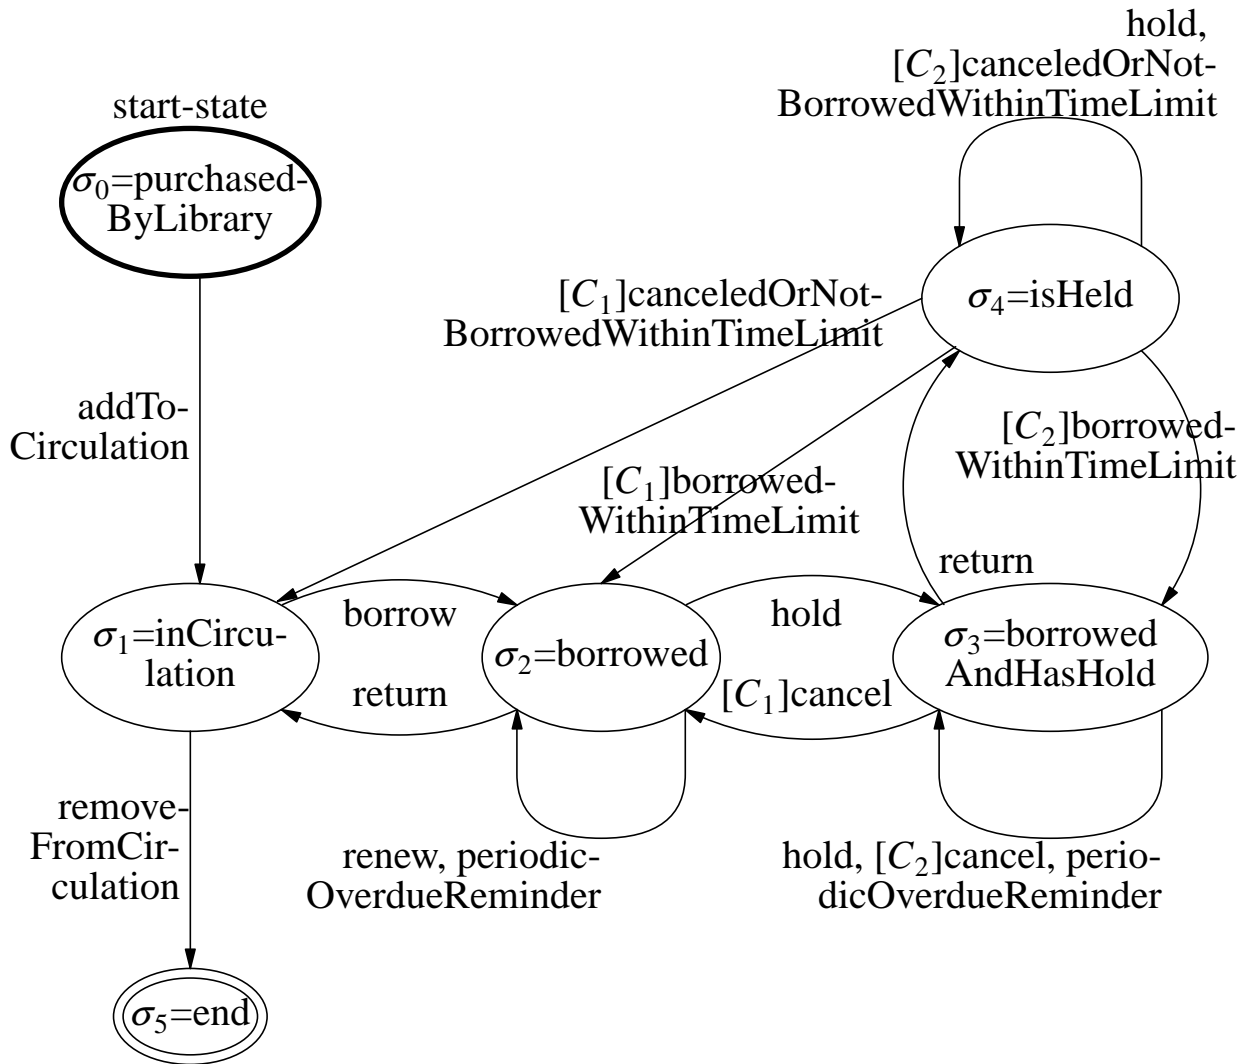 hold,
[C₂]canceledOrNot-
BorrowedWithinTimeLimit
start-state
σ₀=purchased-
ByLibrary
σ₄=isHeld
[C₁]canceledOrNot-
BorrowedWithinTimeLimit
addTo-
Circulation
[C₂]borrowed-
WithinTimeLimit
[C₁]borrowed-
WithinTimeLimit
return
σ₁=inCircu-
lation
borrow
return
σ₂=borrowed
hold
[C₁]cancel
σ₃=borrowed
AndHasHold
remove-
FromCir-
culation
renew, periodic-
OverdueReminder
hold, [C₂]cancel, perio-
dicOverdueReminder
σ₅=end